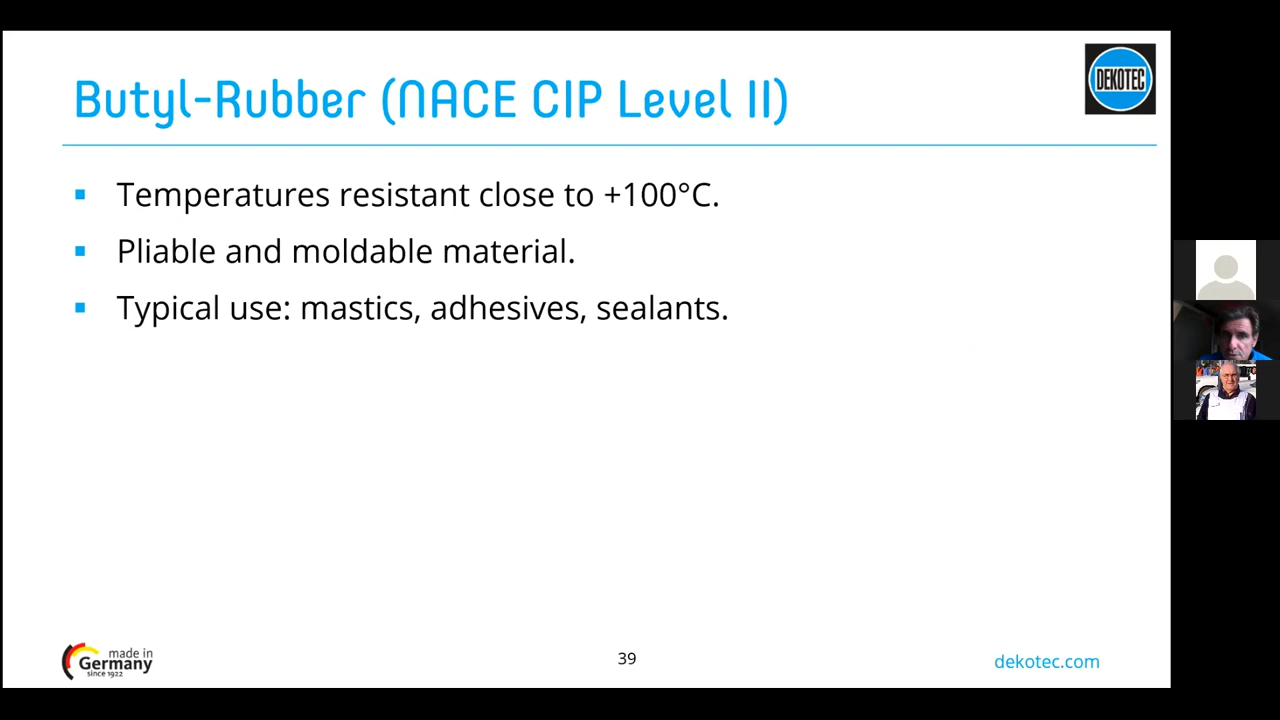 Butyl-Rubber (NACE CIP Level II)
DEKOTEC
Temperatures resistant close to +100°C.
Pliable and moldable material.
Typical use: mastics, adhesives, sealants.
made in
Germany
since 1922
39
dekotec.com